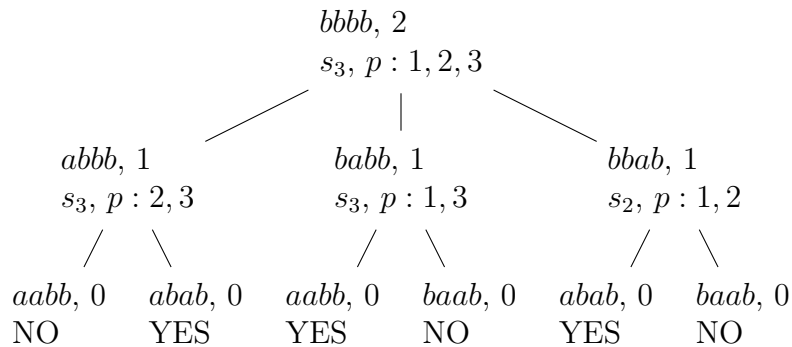 bbbb, 2
s₃, p : 1, 2, 3
abbb, 1
s₃, p : 2, 3
babb, 1
s₃, p : 1, 3
bbab, 1
s₂, p : 1, 2
aabb, 0
NO
abab, 0
YES
aabb, 0
YES
baab, 0
NO
abab, 0
YES
baab, 0
NO